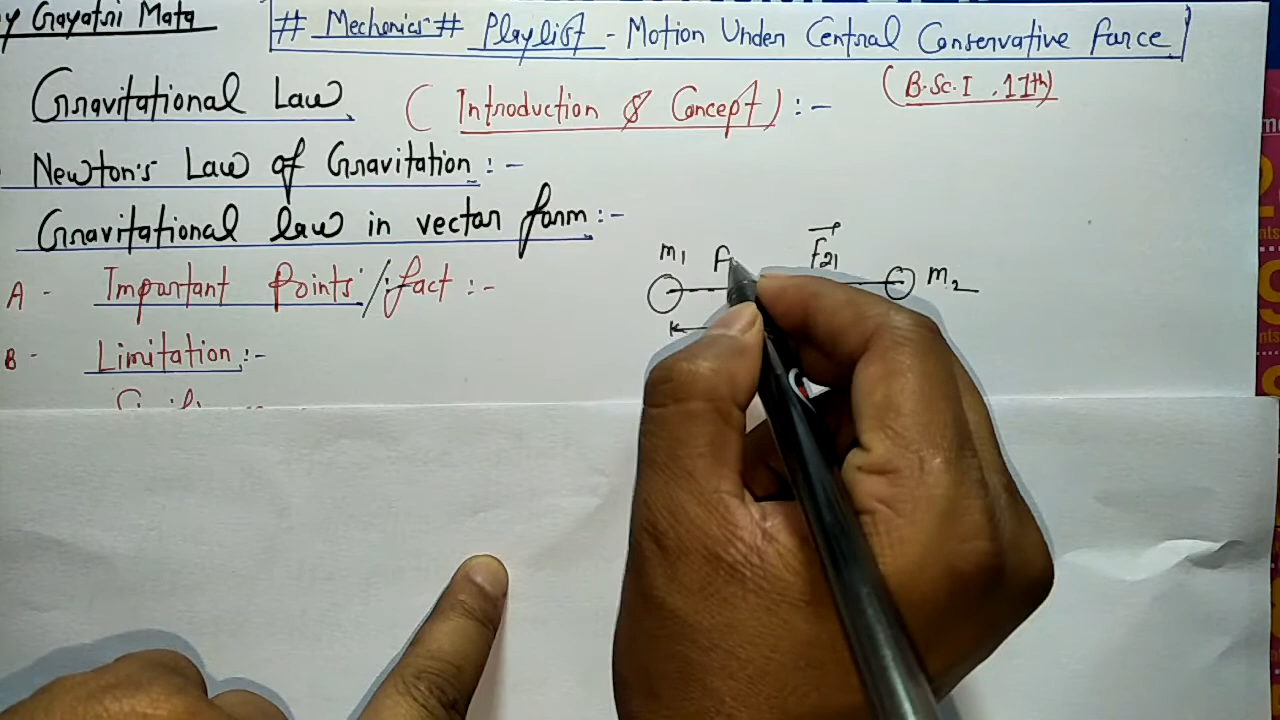 y Gayatri Mata
# Mechanics # Playlist - Motion Under Central Conservative Force
(B.Sc. I, 11th)
Gravitational Law (Introduction & Concept) :-
Newton's Law of Gravitation :-
Gravitational law in vector form :-
A - Important Points / fact :-
B - Limitation :-
m1 F F21 m2